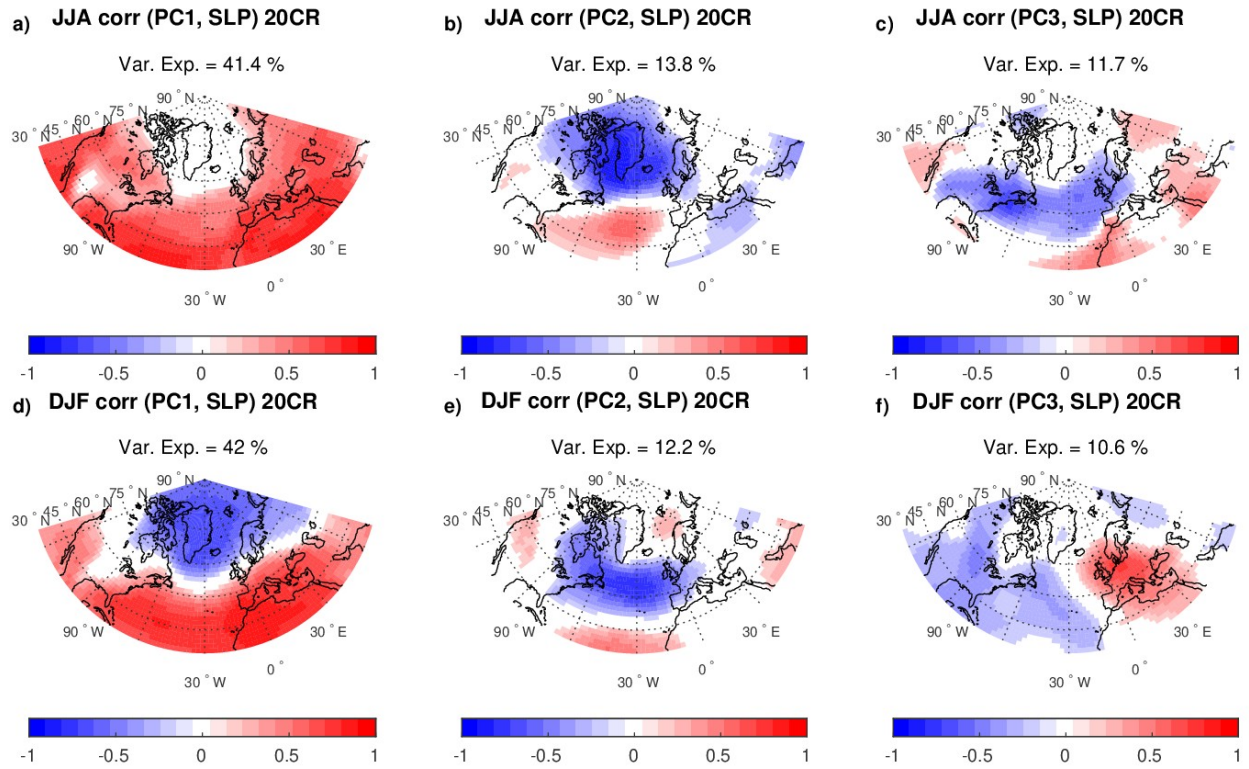 a) JJA corr (PC1, SLP) 20CR
Var. Exp. = 41.4 %
90 ° N
75 ° N
60 ° N
45 ° N
30 ° N
90 ° W
30 ° E
0 °
30 ° W
-1 -0.5 0 0.5 1
b) JJA corr (PC2, SLP) 20CR
Var. Exp. = 13.8 %
90 ° N
75 ° N
60 ° N
45 ° N
30 ° N
90 ° W
30 ° E
0 °
30 ° W
-1 -0.5 0 0.5 1
c) JJA corr (PC3, SLP) 20CR
Var. Exp. = 11.7 %
90 ° N
75 ° N
60 ° N
45 ° N
30 ° N
90 ° W
30 ° E
0 °
30 ° W
-1 -0.5 0 0.5 1
d) DJF corr (PC1, SLP) 20CR
Var. Exp. = 42 %
90 ° N
75 ° N
60 ° N
45 ° N
30 ° N
90 ° W
30 ° E
0 °
30 ° W
-1 -0.5 0 0.5 1
e) DJF corr (PC2, SLP) 20CR
Var. Exp. = 12.2 %
90 ° N
75 ° N
60 ° N
45 ° N
30 ° N
90 ° W
30 ° E
0 °
30 ° W
-1 -0.5 0 0.5 1
f) DJF corr (PC3, SLP) 20CR
Var. Exp. = 10.6 %
90 ° N
75 ° N
60 ° N
45 ° N
30 ° N
90 ° W
30 ° E
0 °
30 ° W
-1 -0.5 0 0.5 1